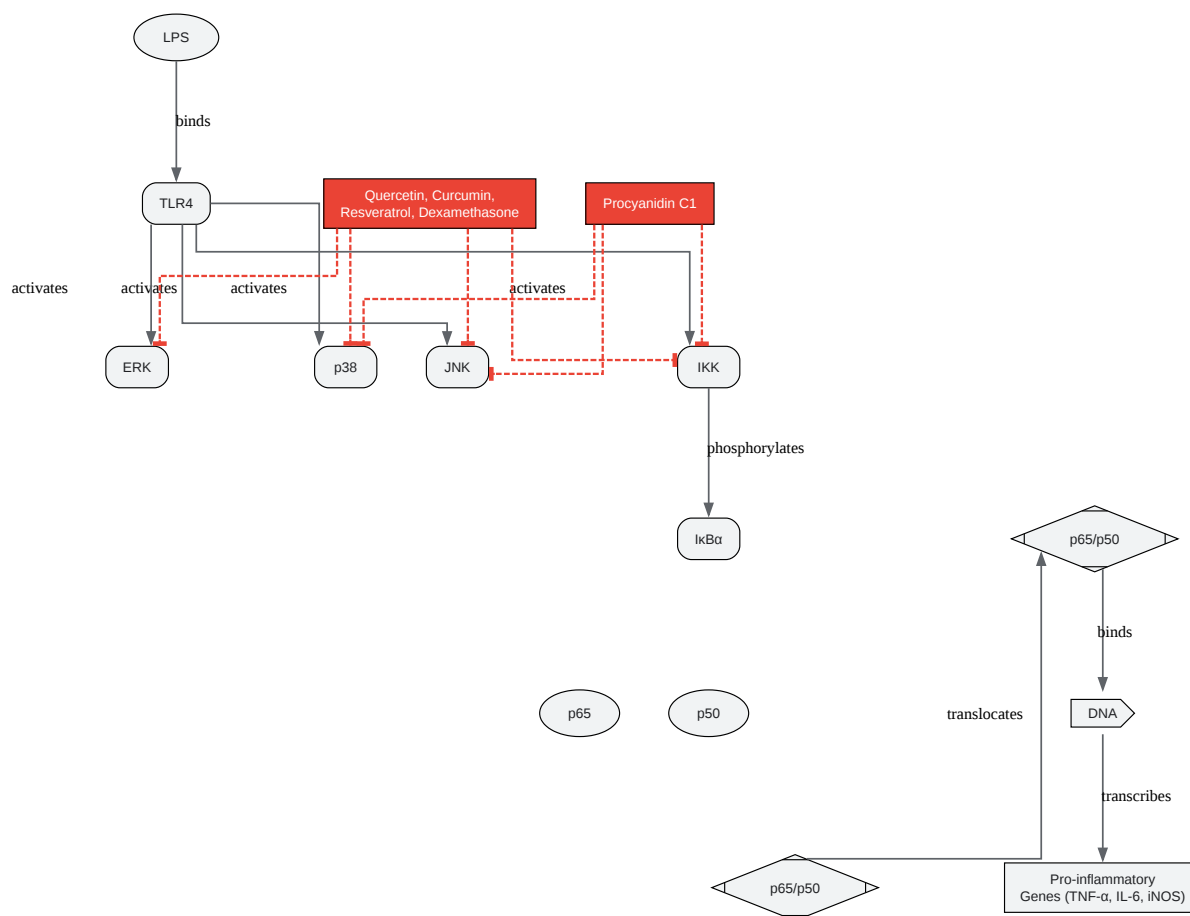 LPS
binds
TLR4
Quercetin, Curcumin,
Resveratrol, Dexamethasone
Procyanidin C1
activates
activates
activates
activates
ERK
p38
JNK
IKK
phosphorylates
IκBα
p65/p50
binds
p65
p50
translocates
DNA
transcribes
p65/p50
Pro-inflammatory
Genes (TNF-α, IL-6, iNOS)